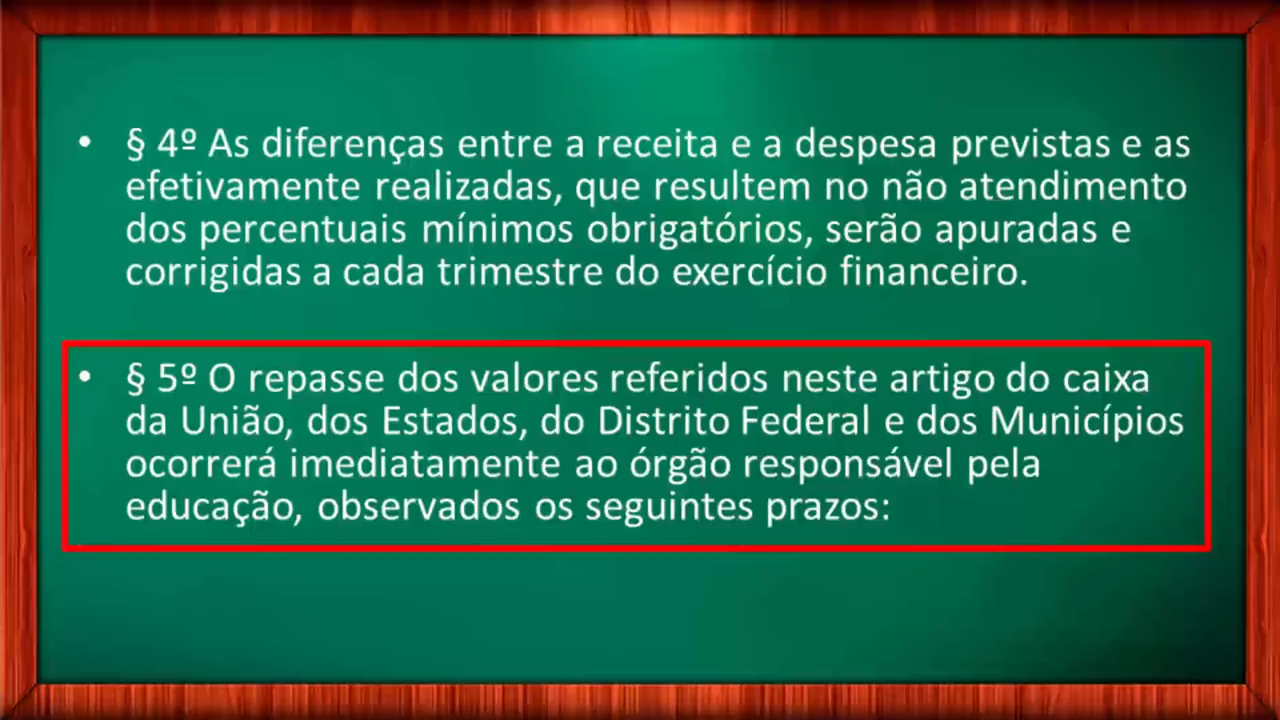 • § 4º As diferenças entre a receita e a despesa previstas e as
efetivamente realizadas, que resultem no não atendimento
dos percentuais mínimos obrigatórios, serão apuradas e
corrigidas a cada trimestre do exercício financeiro.
• § 5º O repasse dos valores referidos neste artigo do caixa
da União, dos Estados, do Distrito Federal e dos Municípios
ocorrerá imediatamente ao órgão responsável pela
educação, observados os seguintes prazos: